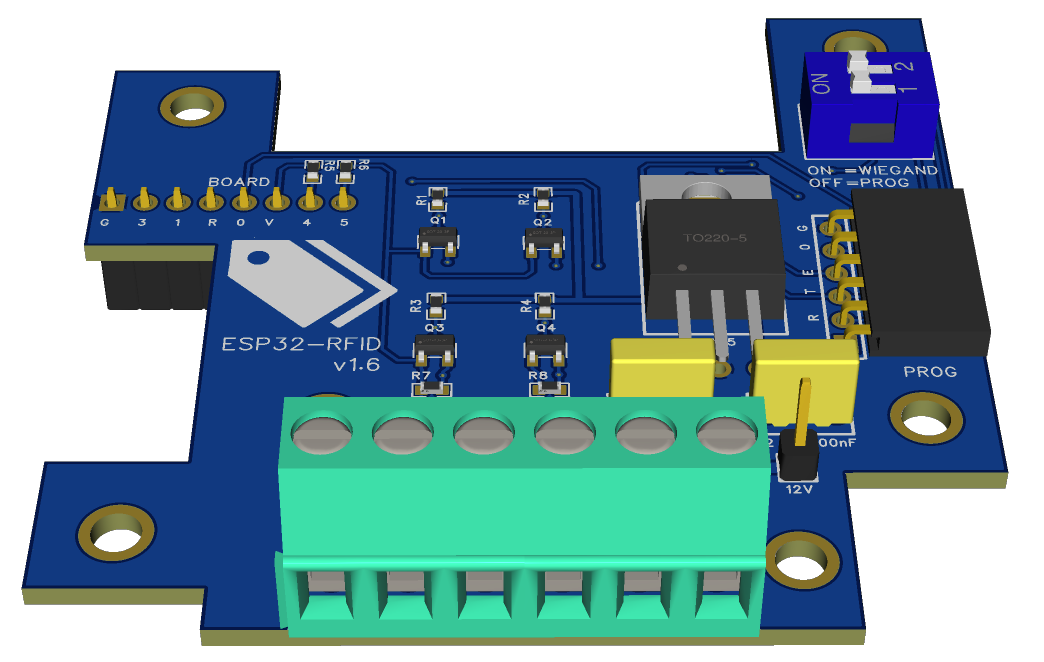 ON
2
1
ON =WIEGAND
OFF=PROG
R5
R6
BOARD
G 3 1 R 0 V 4 5
R1
R2
Q1
Q2
TO220-5
G
O
E
T
R
R3
R4
Q3
Q4
ESP32-RFID
v1.6
R7
R8
5
PROG
2
00nF
12V